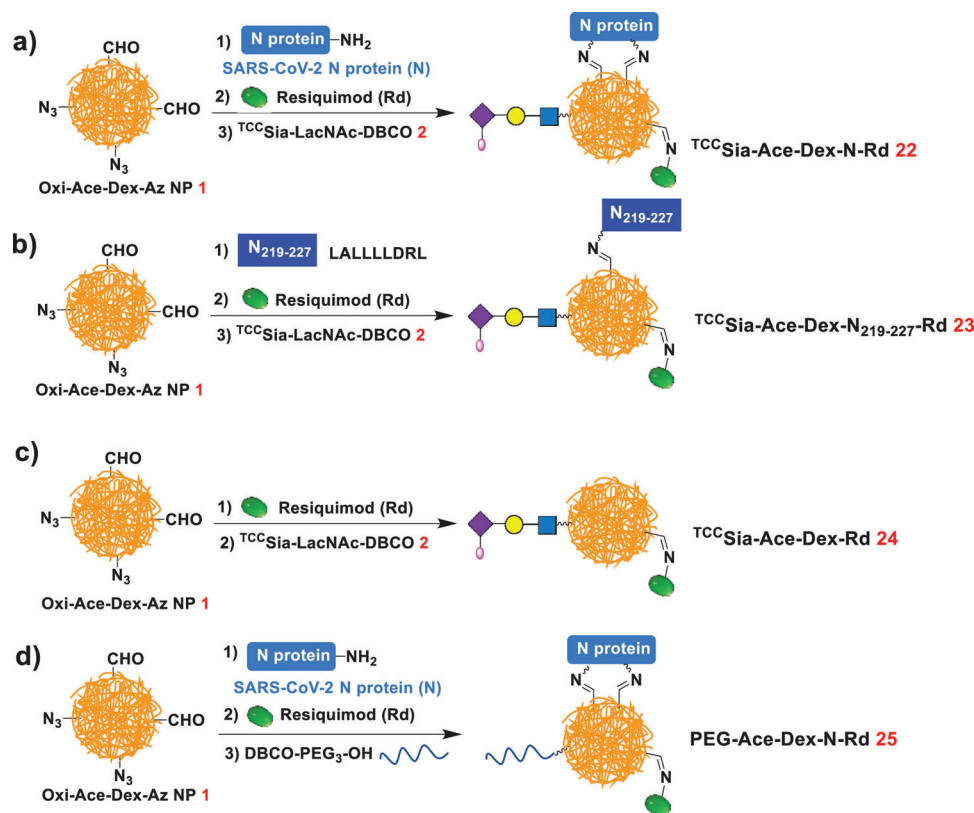 a)
CHO
N₃
CHO
N₃
Oxi-Ace-Dex-Az NP 1
1) N protein NH₂
SARS-CoV-2 N protein (N)
2) Resiquimod (Rd)
3) ᵀᶜᶜSia-LacNAc-DBCO 2
N protein
N N
N
ᵀᶜᶜSia-Ace-Dex-N-Rd 22
b)
CHO
N₃
CHO
N₃
Oxi-Ace-Dex-Az NP 1
1) N₂₁₉₋₂₂₇ LALLLLDRL
2) Resiquimod (Rd)
3) ᵀᶜᶜSia-LacNAc-DBCO 2
N₂₁₉₋₂₂₇
N
N
ᵀᶜᶜSia-Ace-Dex-N₂₁₉₋₂₂₇-Rd 23
c)
CHO
N₃
CHO
N₃
Oxi-Ace-Dex-Az NP 1
1) Resiquimod (Rd)
2) ᵀᶜᶜSia-LacNAc-DBCO 2
N
ᵀᶜᶜSia-Ace-Dex-Rd 24
d)
CHO
N₃
CHO
N₃
Oxi-Ace-Dex-Az NP 1
1) N protein NH₂
SARS-CoV-2 N protein (N)
2) Resiquimod (Rd)
3) DBCO-PEG₃-OH
N protein
N N
N
PEG-Ace-Dex-N-Rd 25